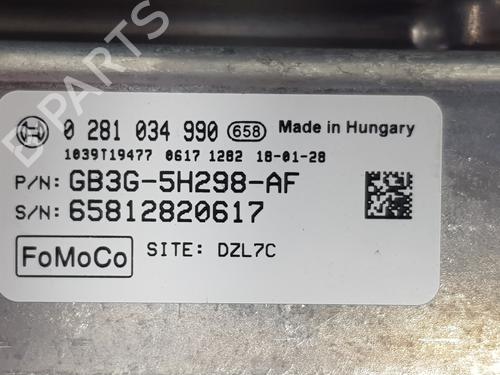 B-PARTS
0 281 034 990 658 Made in Hungary
1039T19477 0617 1282 18-01-28
P/N: GB3G-5H298-AF
S/N: 65812820617
FoMoCo SITE: DZL7C